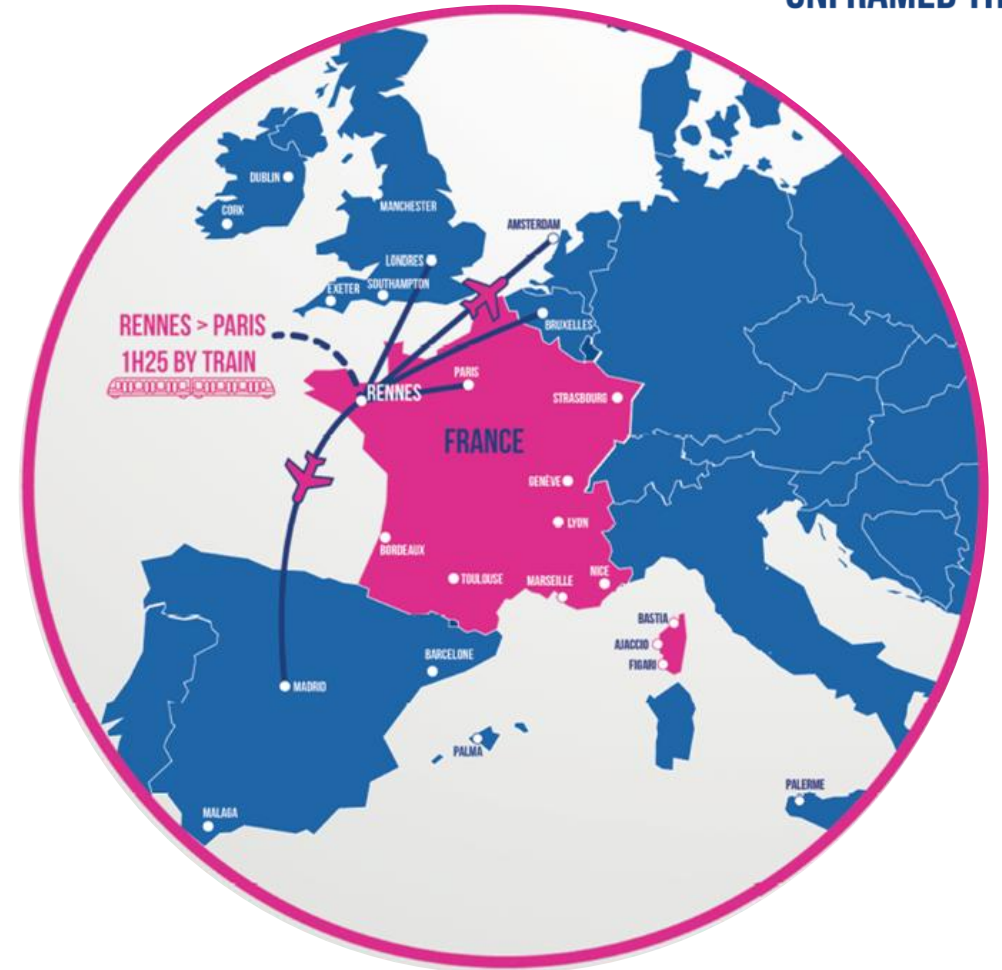 DUBLIN
CORK
MANCHESTER
AMSTERDAM
LONDRES
EXETER
SOUTHAMPTON
BRUXELLES
RENNES > PARIS
1H25 BY TRAIN
RENNES
PARIS
STRASBOURG
FRANCE
GENÈVE
LYON
BORDEAUX
TOULOUSE
MARSEILLE
NICE
BASTIA
AJACCIO
FIGARI
BARCELONE
MADRID
PALMA
PALERME
MALAGA